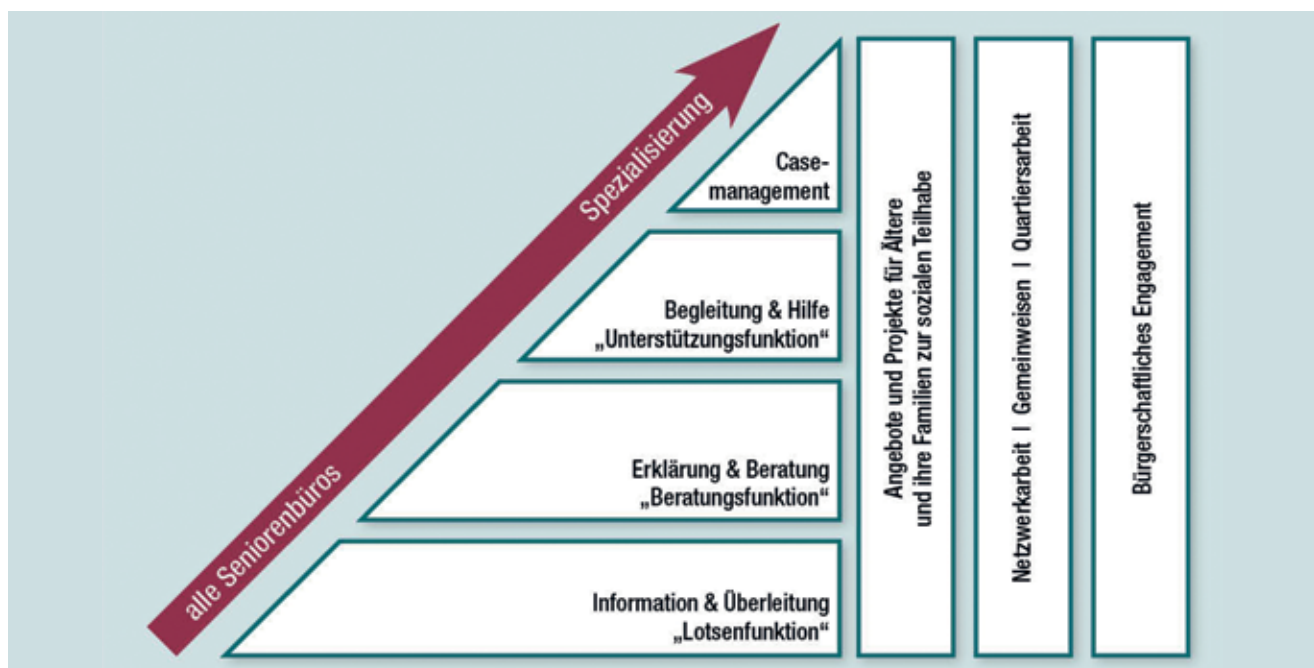 Spezialisierung
alle Seniorenbüros
Case-
management
Begleitung & Hilfe
„Unterstützungsfunktion“
Erklärung & Beratung
„Beratungsfunktion“
Information & Überleitung
„Lotsenfunktion“
Angebote und Projekte für Ältere
und ihre Familien zur sozialen Teilhabe
Netzwerkarbeit I Gemeinweisen I Quartiersarbeit
Bürgerschaftliches Engagement